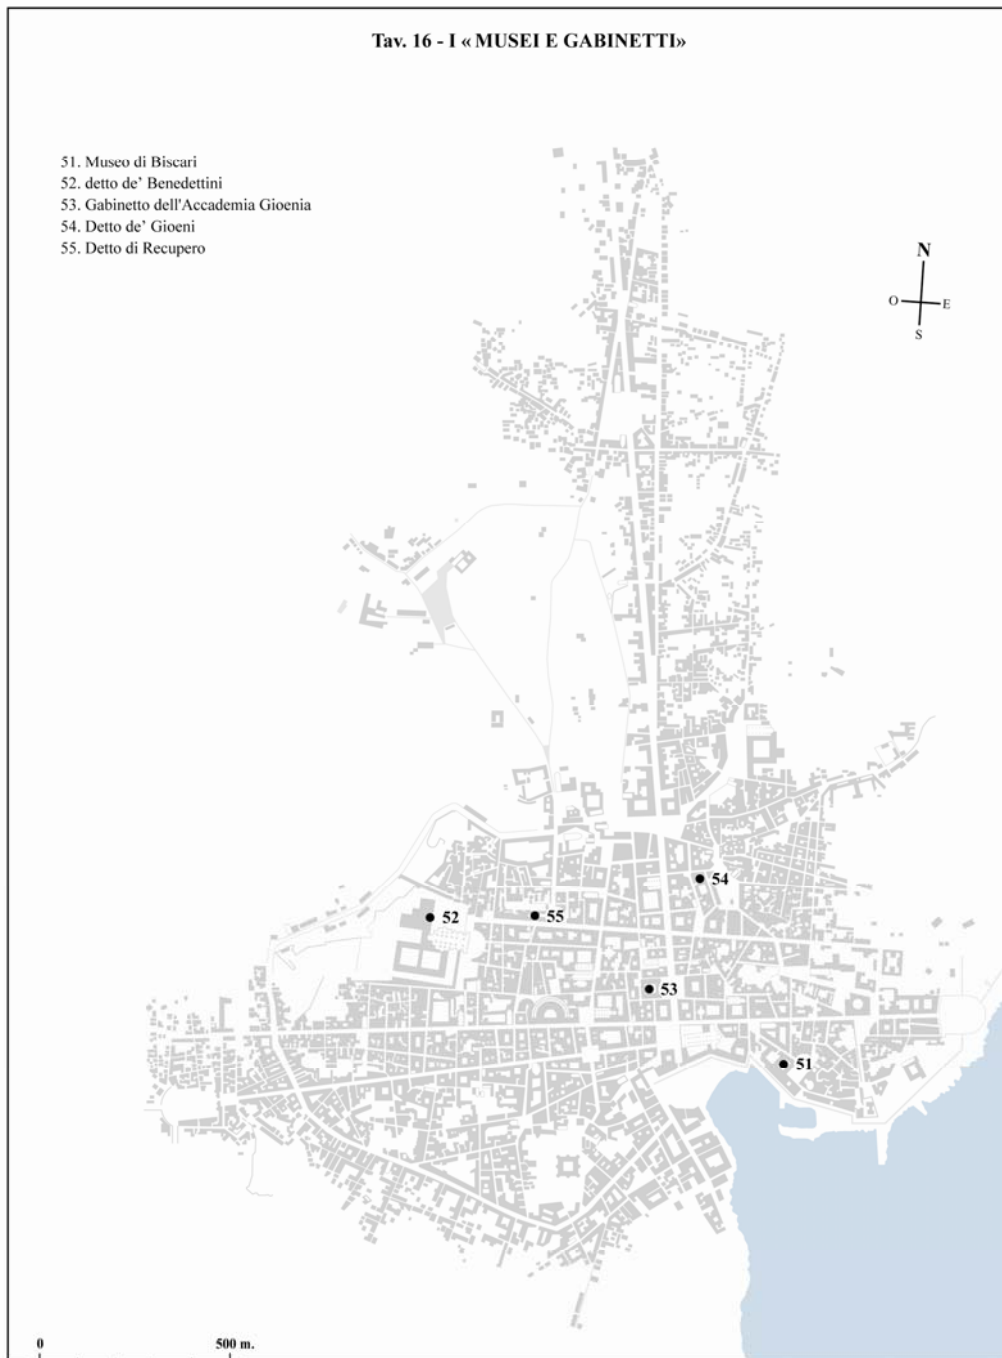 Tav. 16 - I « MUSEI E GABINETTI»
51. Museo di Biscari
52. detto de’ Benedettini
53. Gabinetto dell'Accademia Gioenia
54. Detto de’ Gioeni
55. Detto di Recupero
N
O E
S
54
52
55
53
51
0 500 m.